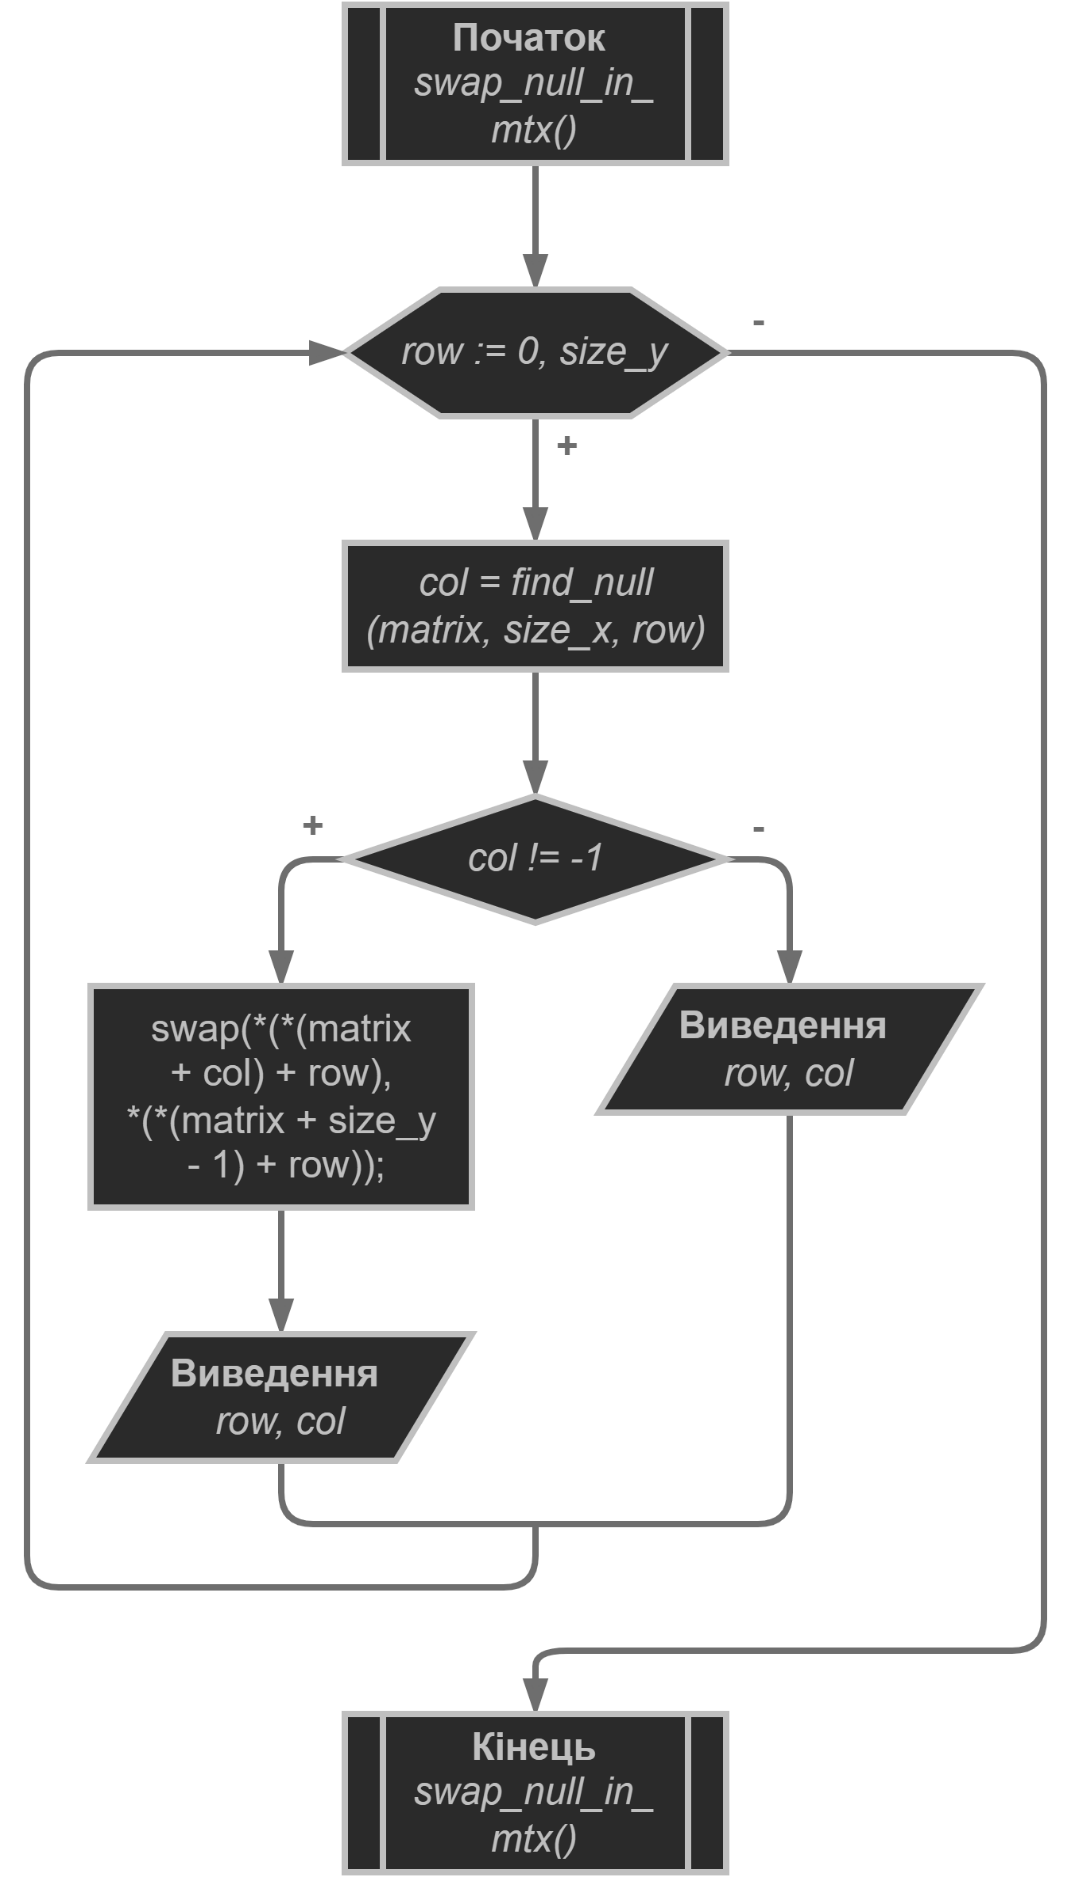 Початок
swap_null_in_
mtx()
row := 0, size_y
-
+
col = find_null
(matrix, size_x, row)
col != -1
+
-
swap(*(*(matrix
+ col) + row),
*(*(matrix + size_y
- 1) + row));
Виведення
row, col
Виведення
row, col
Кінець
swap_null_in_
mtx()